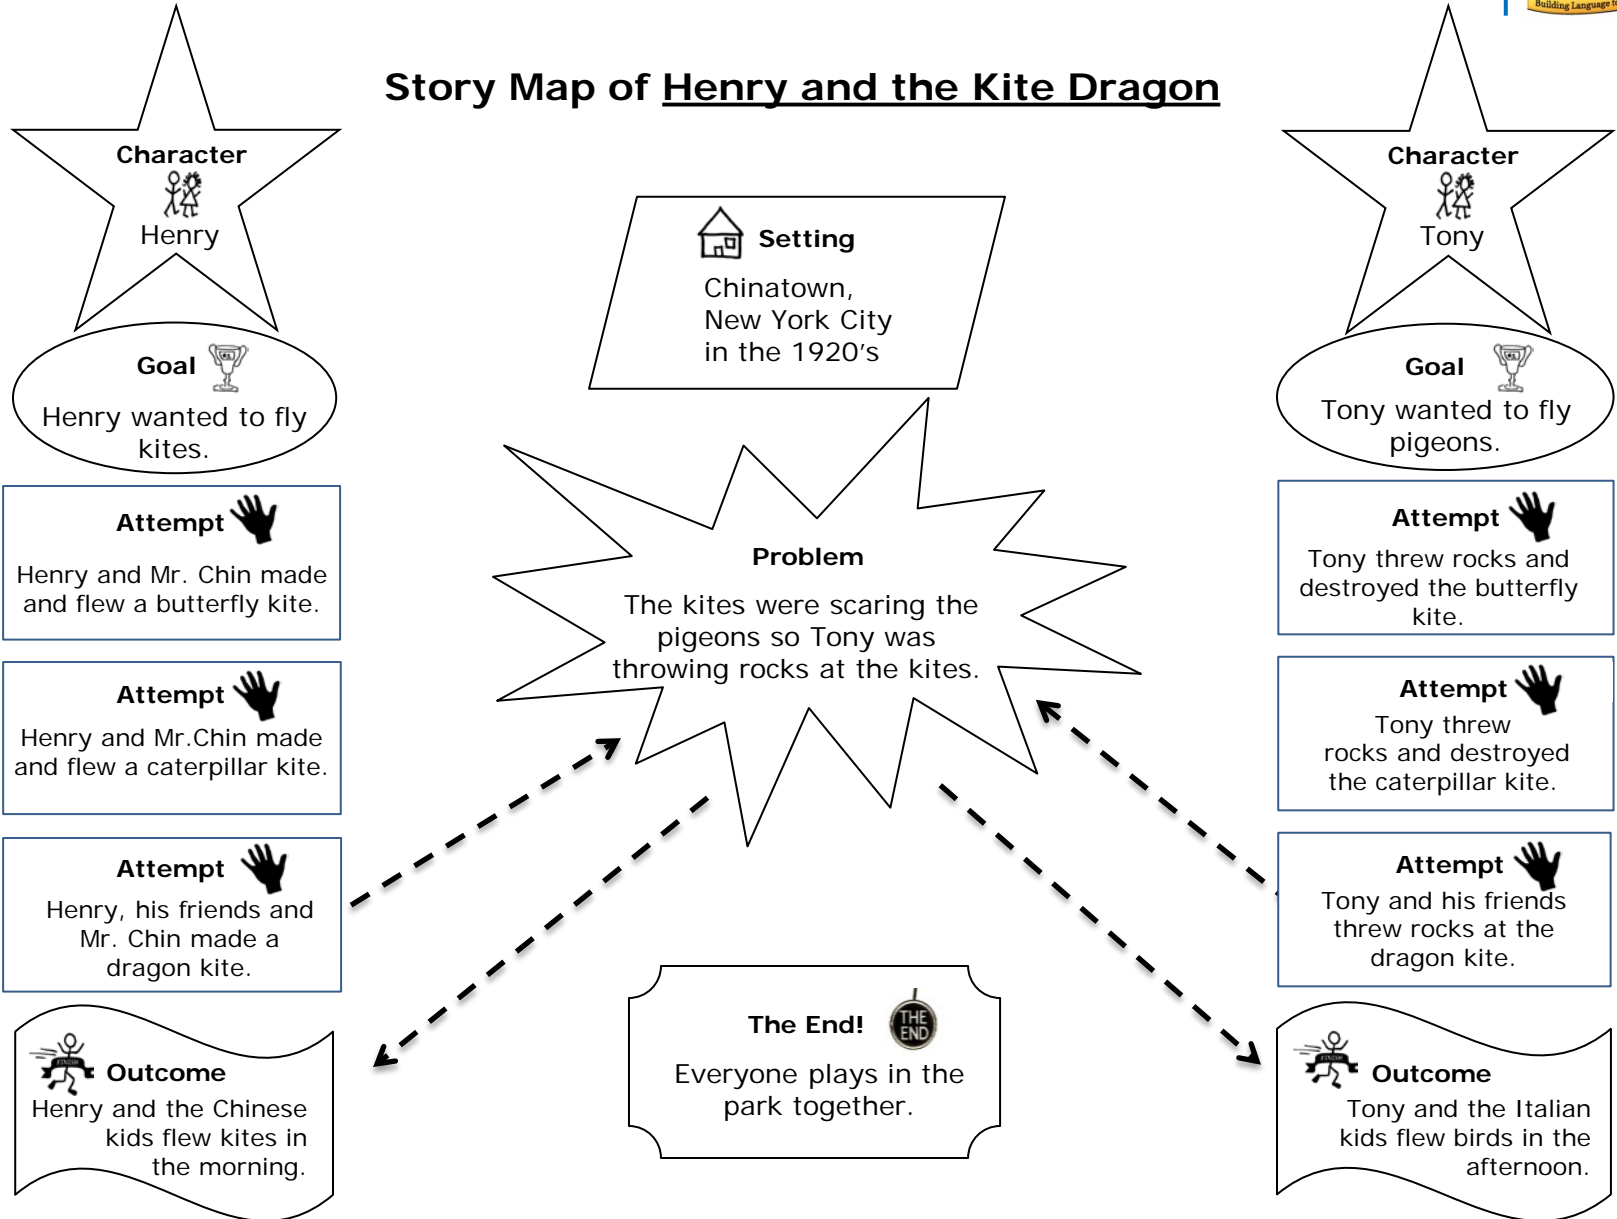 Building Language to
Story Map of Henry and the Kite Dragon
Character
Henry
Goal
Henry wanted to fly
kites.
Attempt
Henry and Mr. Chin made
and flew a butterfly kite.
Attempt
Henry and Mr.Chin made
and flew a caterpillar kite.
Attempt
Henry, his friends and
Mr. Chin made a
dragon kite.
Outcome
Henry and the Chinese
kids flew kites in
the morning.
Setting
Chinatown,
New York City
in the 1920's
Problem
The kites were scaring the
pigeons so Tony was
throwing rocks at the kites.
The End!
THE
END
Everyone plays in the
park together.
Character
Tony
Goal
Tony wanted to fly
pigeons.
Attempt
Tony threw rocks and
destroyed the butterfly
kite.
Attempt
Tony threw
rocks and destroyed
the caterpillar kite.
Attempt
Tony and his friends
threw rocks at the
dragon kite.
Outcome
Tony and the Italian
kids flew birds in the
afternoon.